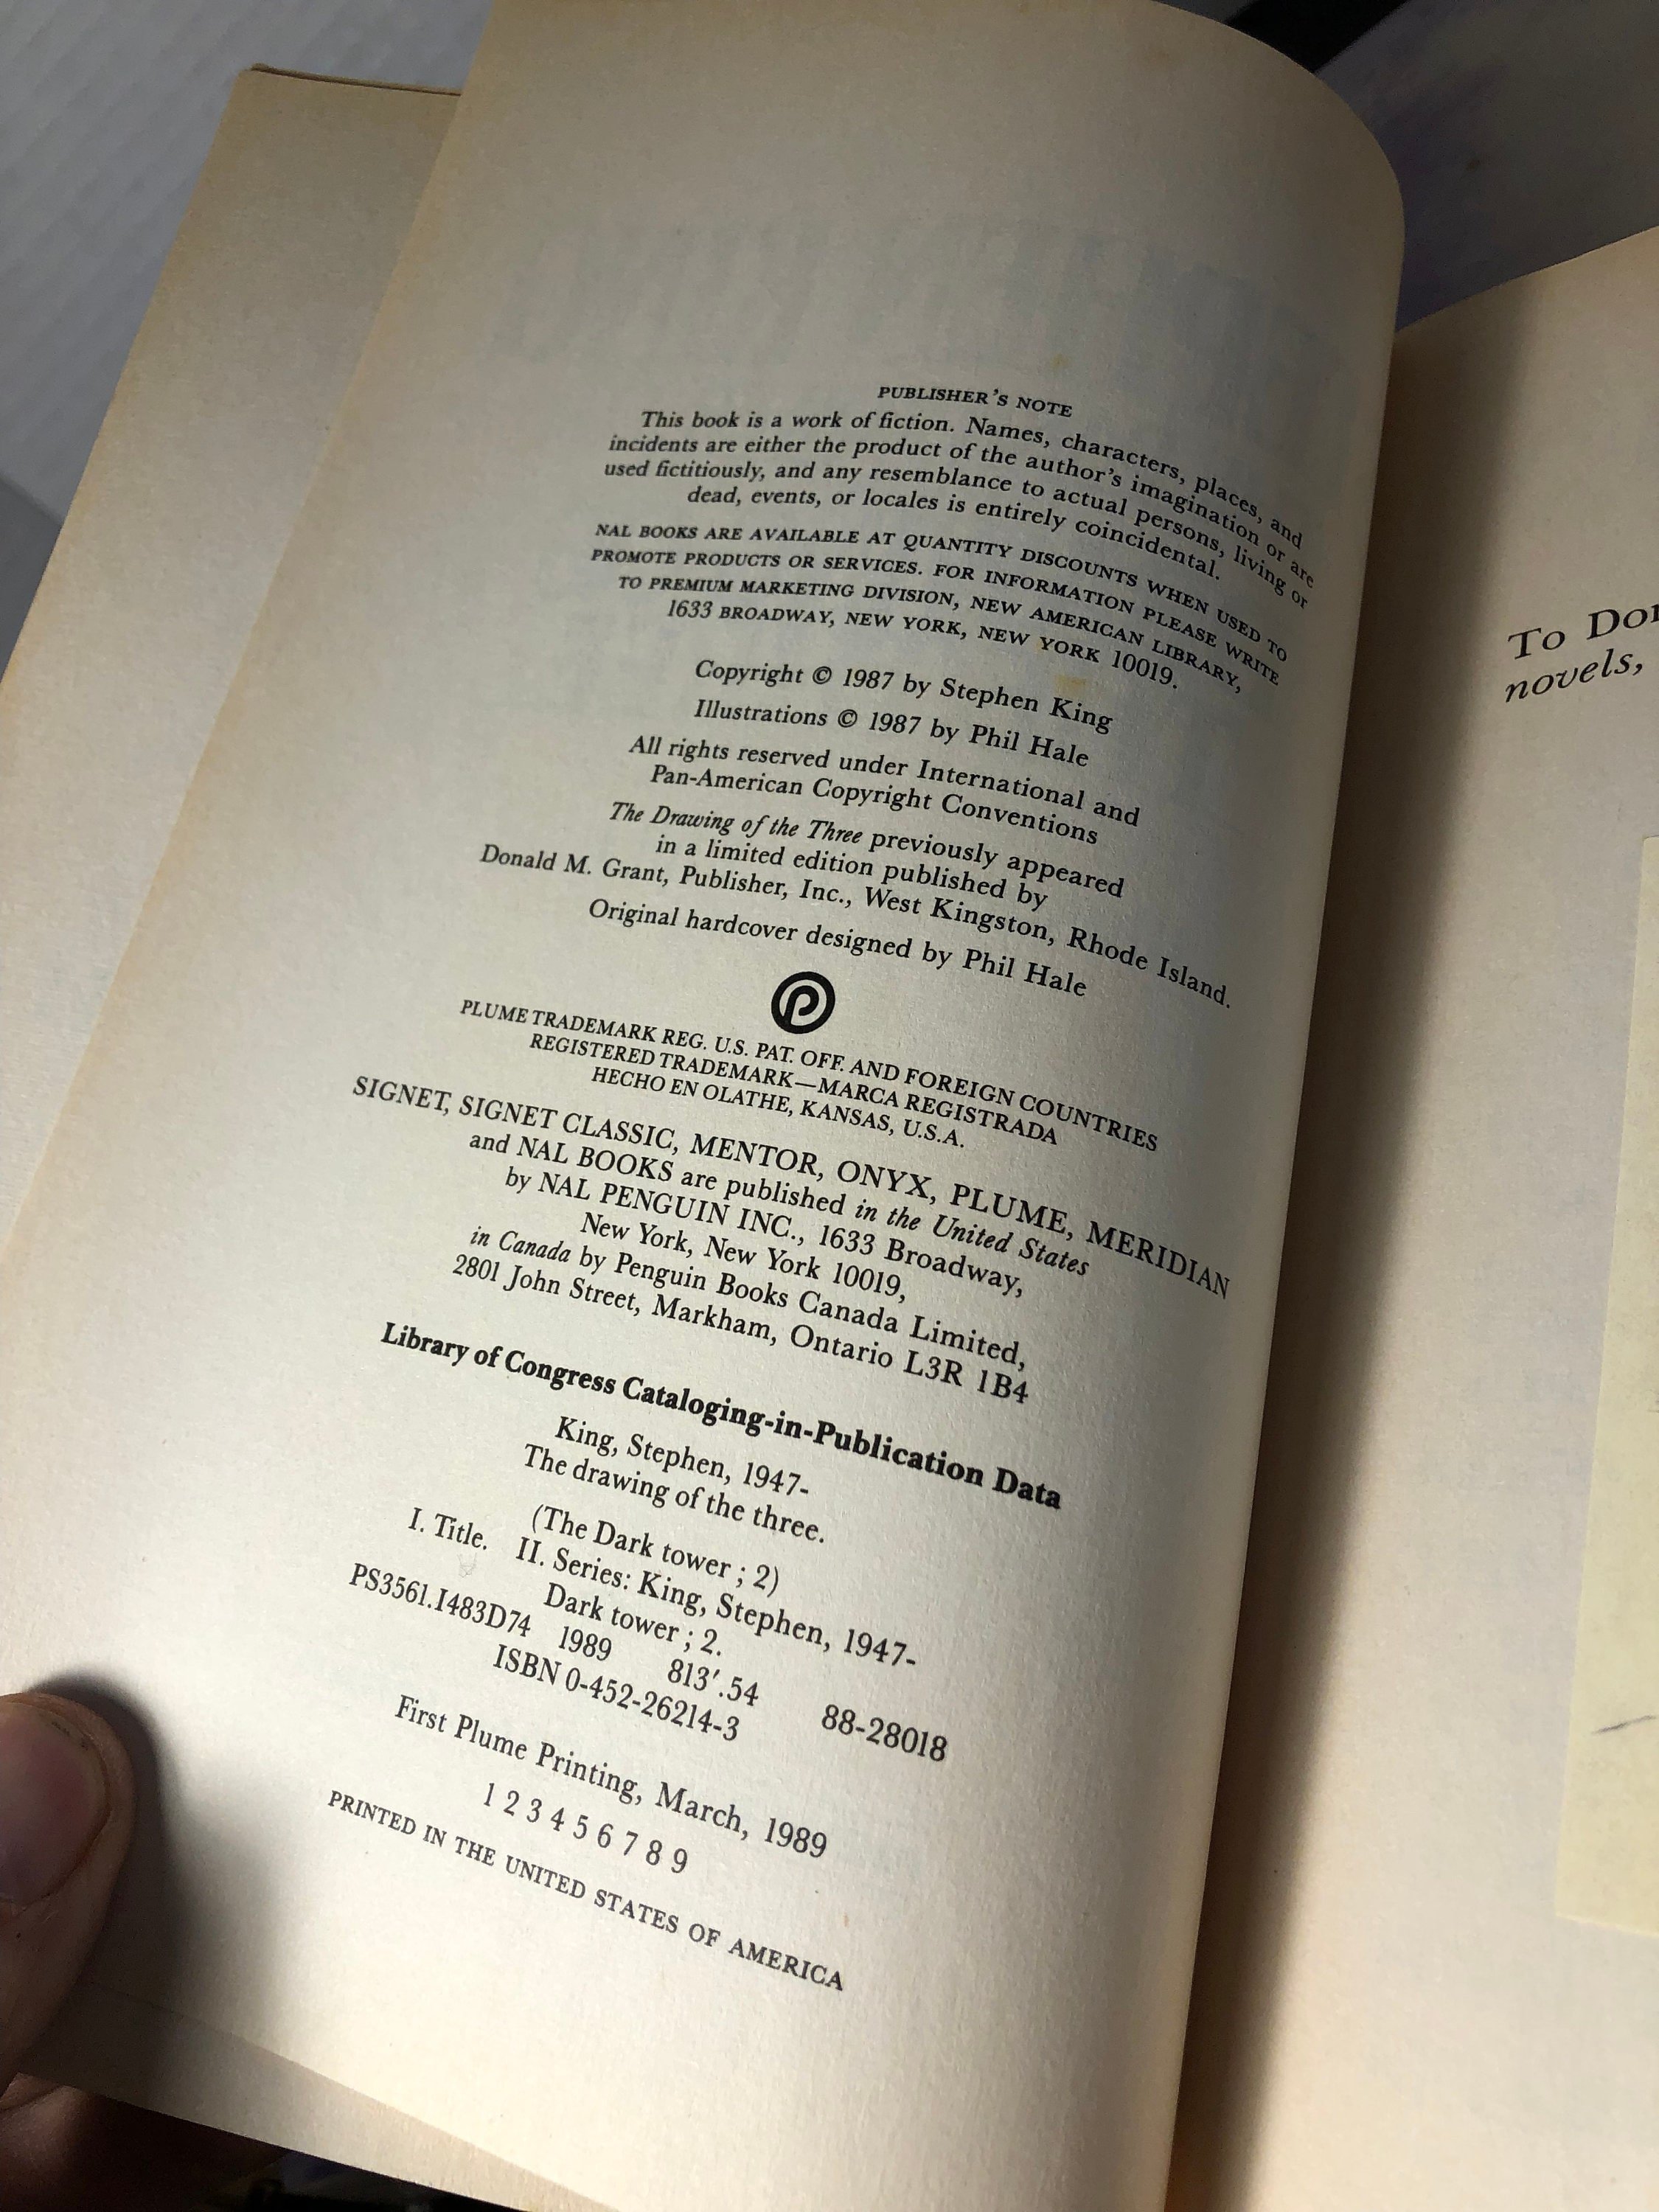 PUBLISHER'S NOTE
This book is a work of fiction. Names, characters, places, and
incidents are either the product of the author's imagination or are
used fictitiously, and any resemblance to actual persons, living or
dead, events, or locales is entirely coincidental.
NAL BOOKS ARE AVAILABLE AT QUANTITY DISCOUNTS WHEN USED TO
PROMOTE PRODUCTS OR SERVICES. FOR INFORMATION PLEASE WRITE
TO PREMIUM MARKETING DIVISION, NEW AMERICAN LIBRARY,
1633 BROADWAY, NEW YORK, NEW YORK 10019.
Copyright © 1987 by Stephen King
Illustrations © 1987 by Phil Hale
All rights reserved under International and
Pan-American Copyright Conventions
The Drawing of the Three previously appeared
in a limited edition published by
Donald M. Grant, Publisher, Inc., West Kingston, Rhode Island.
Original hardcover designed by Phil Hale
P
PLUME TRADEMARK REG. U.S. PAT. OFF. AND FOREIGN COUNTRIES
REGISTERED TRADEMARK—MARCA REGISTRADA
HECHO EN OLATHE, KANSAS, U.S.A.
SIGNET, SIGNET CLASSIC, MENTOR, ONYX, PLUME, MERIDIAN
and NAL BOOKS are published in the United States
by NAL PENGUIN INC., 1633 Broadway,
New York, New York 10019,
in Canada by Penguin Books Canada Limited,
2801 John Street, Markham, Ontario L3R 1B4
Library of Congress Cataloging-in-Publication Data
King, Stephen, 1947-
The drawing of the three.
(The Dark tower ; 2)
I. Title. II. Series: King, Stephen, 1947-
Dark tower ; 2.
PS3561.I483D74 1989 813'.54 88-28018
ISBN 0-452-26214-3
First Plume Printing, March, 1989
1 2 3 4 5 6 7 8 9
PRINTED IN THE UNITED STATES OF AMERICA
To
novels,